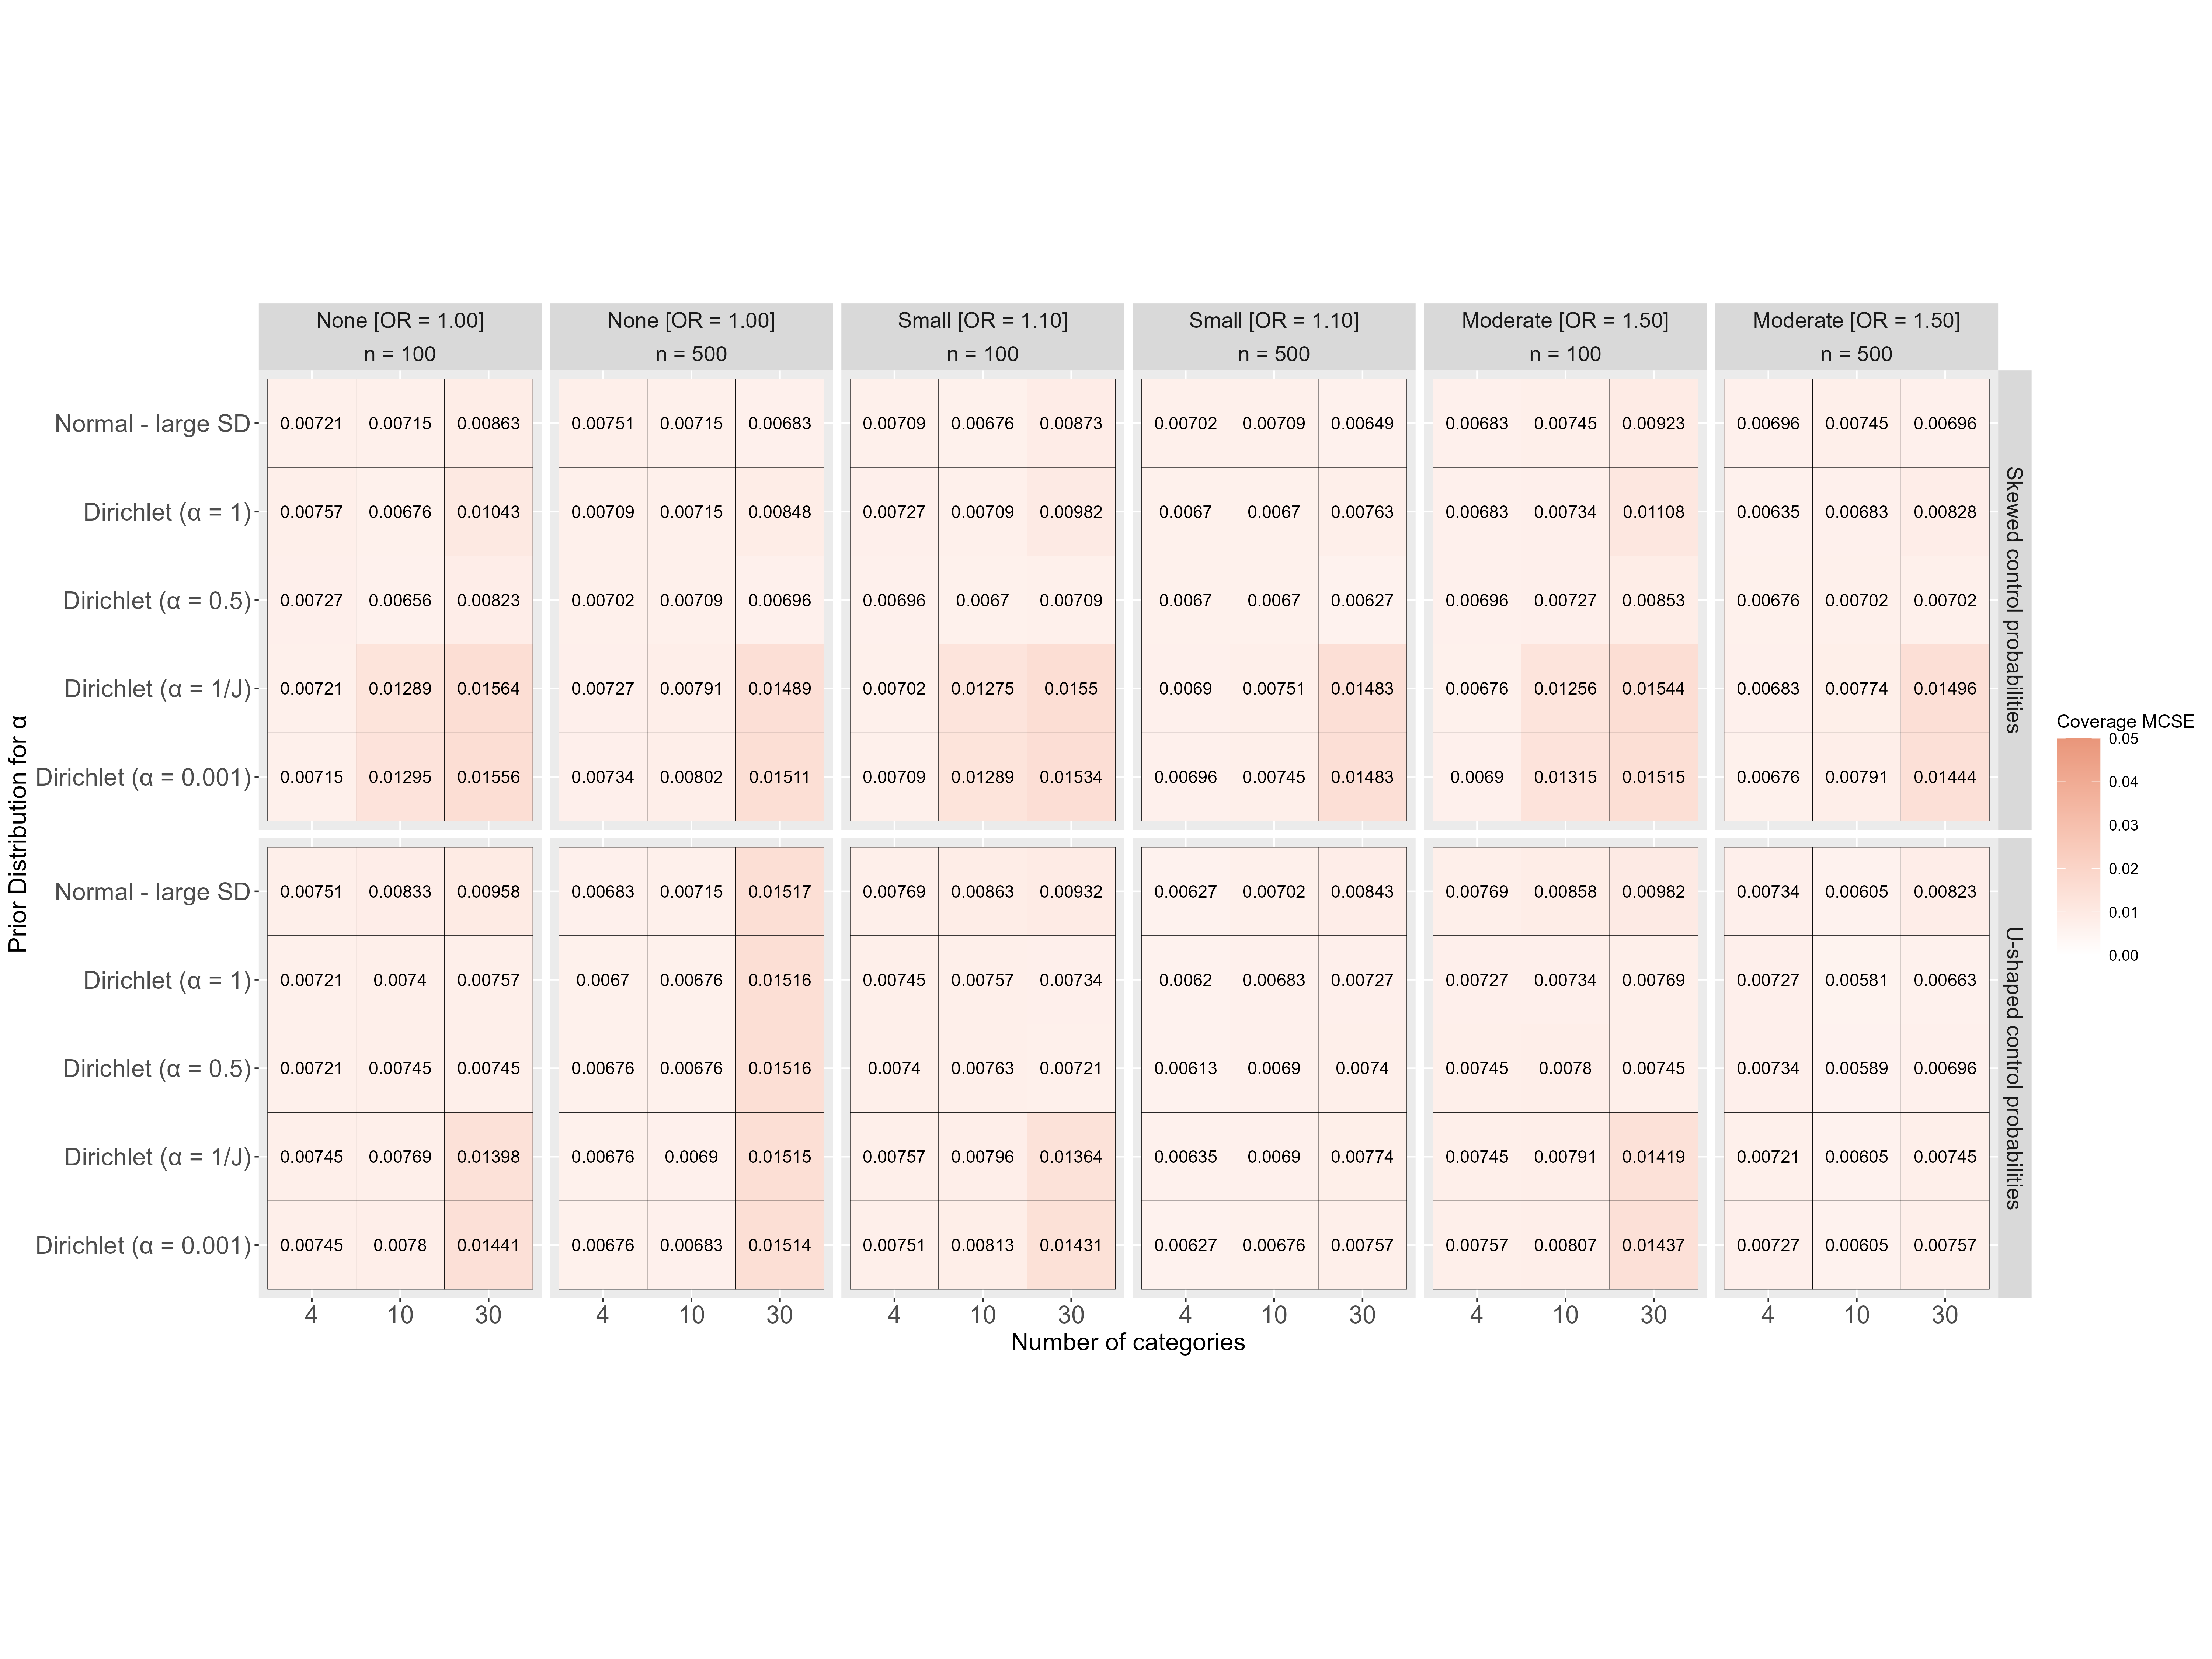 None [OR = 1.00] None [OR = 1.00] Small [OR = 1.10] Small [OR = 1.10] Moderate [OR = 1.50] Moderate [OR = 1.50]
n = 100 n = 500 n = 100 n = 500 n = 100 n = 500
Normal - large SD 0.00721 0.00715 0.00863 0.00751 0.00715 0.00683 0.00709 0.00676 0.00873 0.00702 0.00709 0.00649 0.00683 0.00745 0.00923 0.00696 0.00745 0.00696
Dirichlet (α = 1) 0.00757 0.00676 0.01043 0.00709 0.00715 0.00848 0.00727 0.00709 0.00982 0.0067 0.0067 0.00763 0.00683 0.00734 0.01108 0.00635 0.00683 0.00828
Dirichlet (α = 0.5) 0.00727 0.00656 0.00823 0.00702 0.00709 0.00696 0.00696 0.0067 0.00709 0.0067 0.0067 0.00627 0.00696 0.00727 0.00853 0.00676 0.00702 0.00702
Dirichlet (α = 1/J) 0.00721 0.01289 0.01564 0.00727 0.00791 0.01489 0.00702 0.01275 0.0155 0.0069 0.00751 0.01483 0.00676 0.01256 0.01544 0.00683 0.00774 0.01496
Dirichlet (α = 0.001) 0.00715 0.01295 0.01556 0.00734 0.00802 0.01511 0.00709 0.01289 0.01534 0.00696 0.00745 0.01483 0.0069 0.01315 0.01515 0.00676 0.00791 0.01444
Skewed control probabilities
Normal - large SD 0.00751 0.00833 0.00958 0.00683 0.00715 0.01517 0.00769 0.00863 0.00932 0.00627 0.00702 0.00843 0.00769 0.00858 0.00982 0.00734 0.00605 0.00823
Dirichlet (α = 1) 0.00721 0.0074 0.00757 0.0067 0.00676 0.01516 0.00745 0.00757 0.00734 0.0062 0.00683 0.00727 0.00727 0.00734 0.00769 0.00727 0.00581 0.00663
Dirichlet (α = 0.5) 0.00721 0.00745 0.00745 0.00676 0.00676 0.01516 0.0074 0.00763 0.00721 0.00613 0.0069 0.0074 0.00745 0.0078 0.00745 0.00734 0.00589 0.00696
Dirichlet (α = 1/J) 0.00745 0.00769 0.01398 0.00676 0.0069 0.01515 0.00757 0.00796 0.01364 0.00635 0.0069 0.00774 0.00745 0.00791 0.01419 0.00721 0.00605 0.00745
Dirichlet (α = 0.001) 0.00745 0.0078 0.01441 0.00676 0.00683 0.01514 0.00751 0.00813 0.01431 0.00627 0.00676 0.00757 0.00757 0.00807 0.01437 0.00727 0.00605 0.00757
U-shaped control probabilities
4 10 30 4 10 30 4 10 30 4 10 30 4 10 30 4 10 30
Number of categories
Prior Distribution for α
Coverage MCSE
0.05
0.04
0.03
0.02
0.01
0.00